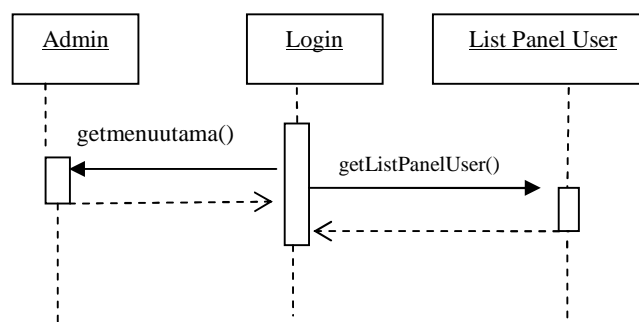 Admin
Login
List Panel User
getmenuutama()
getListPanelUser()